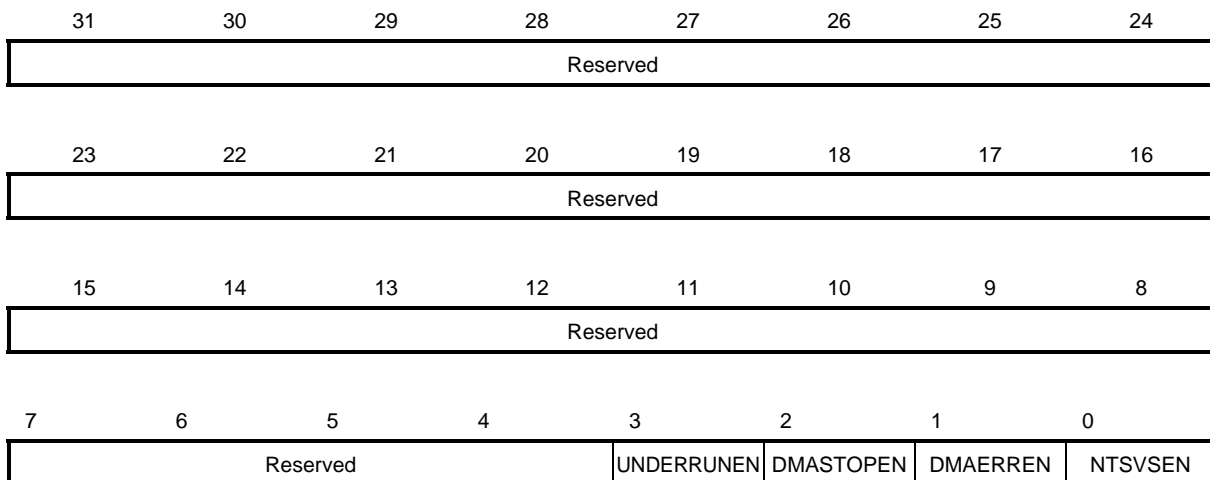 31 30 29 28 27 26 25 24
Reserved
23 22 21 20 19 18 17 16
Reserved
15 14 13 12 11 10 9 8
Reserved
7 6 5 4 3 2 1 0
Reserved UNDERRUNEN DMASTOPEN DMAERREN NTSVSEN